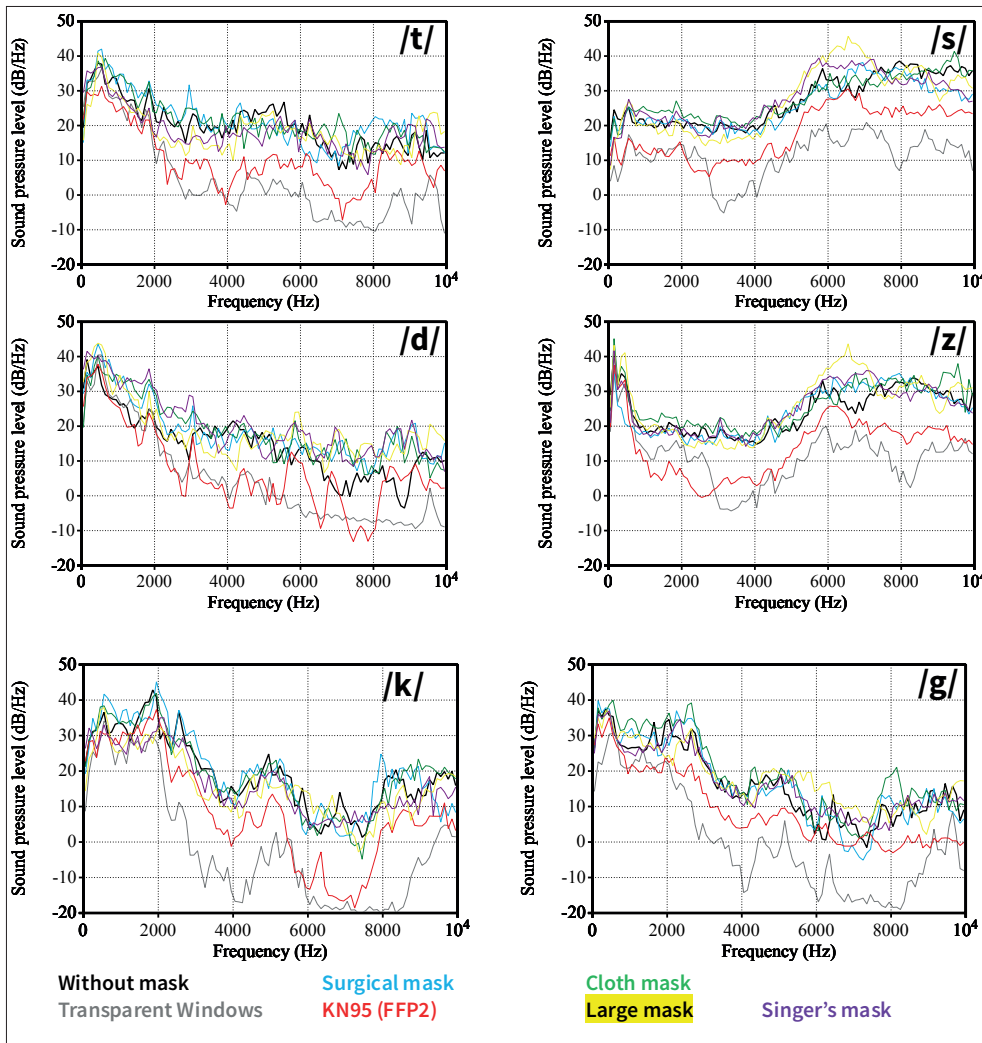 /t/
Sound pressure level (dB/Hz)
50
40
30
20
10
0
-10
-20
0 2000 4000 6000 8000 10⁴
Frequency (Hz)
/s/
Sound pressure level (dB/Hz)
50
40
30
20
10
0
-10
-20
0 2000 4000 6000 8000 10⁴
Frequency (Hz)
/d/
Sound pressure level (dB/Hz)
50
40
30
20
10
0
-10
-20
0 2000 4000 6000 8000 10⁴
Frequency (Hz)
/z/
Sound pressure level (dB/Hz)
50
40
30
20
10
0
-10
-20
0 2000 4000 6000 8000 10⁴
Frequency (Hz)
/k/
Sound pressure level (dB/Hz)
50
40
30
20
10
0
-10
-20
0 2000 4000 6000 8000 10⁴
Frequency (Hz)
/g/
Sound pressure level (dB/Hz)
50
40
30
20
10
0
-10
-20
0 2000 4000 6000 8000 10⁴
Frequency (Hz)
Without mask Surgical mask Cloth mask
Transparent Windows KN95 (FFP2) Large mask Singer's mask